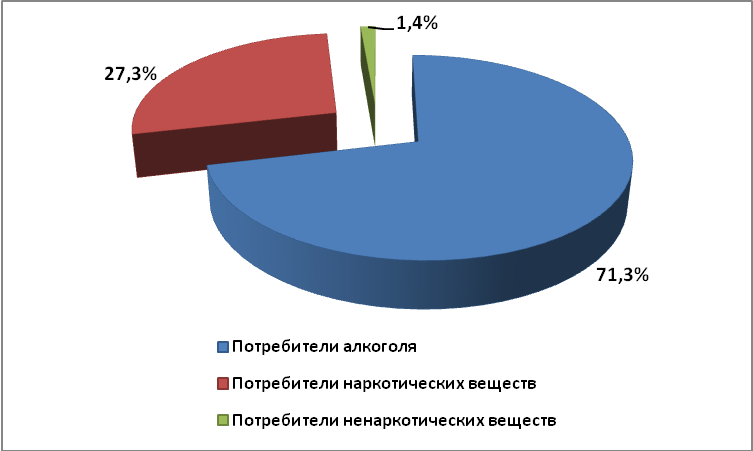 1,4%
27,3%
71,3%
Потребители алкоголя
Потребители наркотических веществ
Потребители ненаркотических веществ